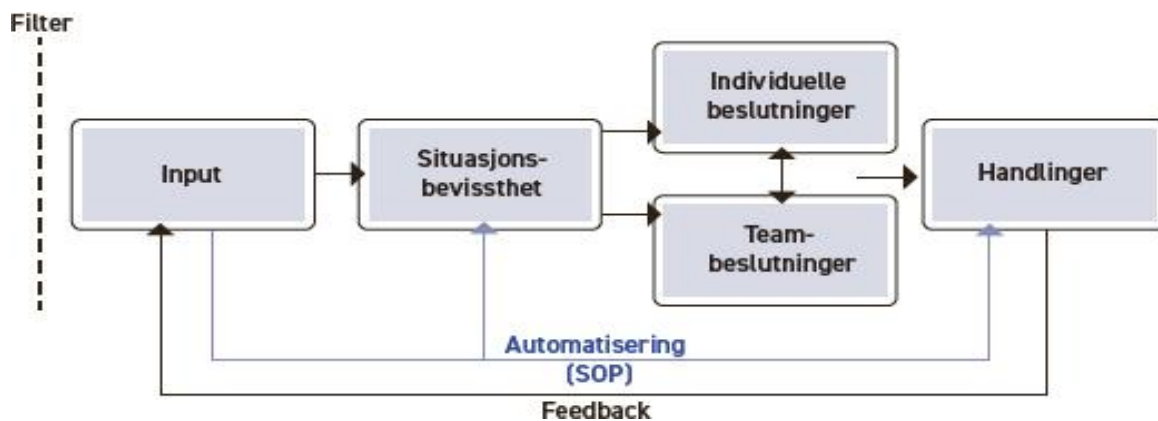 Filter
Input
Situasjons-
bevissthet
Individuelle
beslutninger
Team-
beslutninger
Handlinger
Automatisering
(SOP)
Feedback